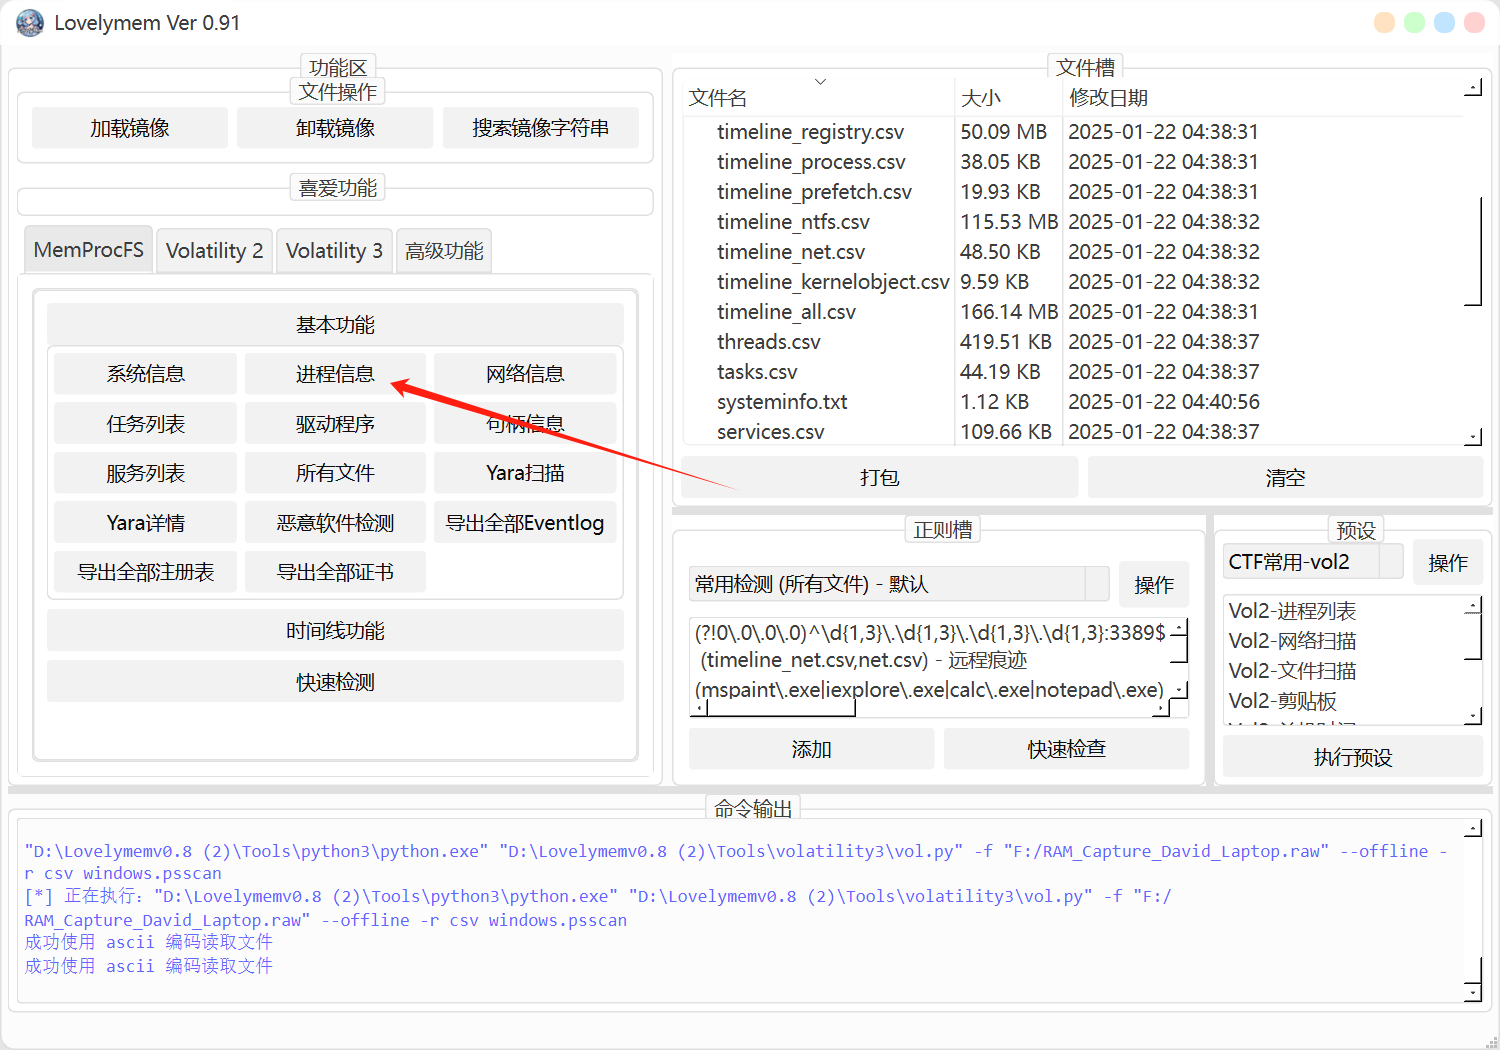 Lovelymem Ver 0.91
功能区
文件操作
加载镜像
卸载镜像
搜索镜像字符串
喜爱功能
MemProcFS
Volatility 2
Volatility 3
高级功能
基本功能
系统信息
进程信息
网络信息
任务列表
驱动程序
句柄信息
服务列表
所有文件
Yara扫描
Yara详情
恶意软件检测
导出全部Eventlog
导出全部注册表
导出全部证书
时间线功能
快速检测
文件槽
文件名 大小 修改日期
timeline_registry.csv 50.09 MB 2025-01-22 04:38:31
timeline_process.csv 38.05 KB 2025-01-22 04:38:31
timeline_prefetch.csv 19.93 KB 2025-01-22 04:38:31
timeline_ntfs.csv 115.53 MB 2025-01-22 04:38:32
timeline_net.csv 48.50 KB 2025-01-22 04:38:32
timeline_kernelobject.csv 9.59 KB 2025-01-22 04:38:32
timeline_all.csv 166.14 MB 2025-01-22 04:38:31
threads.csv 419.51 KB 2025-01-22 04:38:37
tasks.csv 44.19 KB 2025-01-22 04:38:37
systeminfo.txt 1.12 KB 2025-01-22 04:40:56
services.csv 109.66 KB 2025-01-22 04:38:37
打包
清空
正则槽
常用检测 (所有文件) - 默认
操作
(?!0\.0\.0\.0)^\d{1,3}\.\d{1,3}\.\d{1,3}\.\d{1,3}:3389$
(timeline_net.csv,net.csv) - 远程痕迹
(mspaint\.exe|iexplore\.exe|calc\.exe|notepad\.exe)
添加
快速检查
预设
CTF常用-vol2
操作
Vol2-进程列表
Vol2-网络扫描
Vol2-文件扫描
Vol2-剪贴板
执行预设
命令输出
"D:\Lovelymemv0.8 (2)\Tools\python3\python.exe" "D:\Lovelymemv0.8 (2)\Tools\volatility3\vol.py" -f "F:/RAM_Capture_David_Laptop.raw" --offline -
r csv windows.psscan
[*] 正在执行: "D:\Lovelymemv0.8 (2)\Tools\python3\python.exe" "D:\Lovelymemv0.8 (2)\Tools\volatility3\vol.py" -f "F:/
RAM_Capture_David_Laptop.raw" --offline -r csv windows.psscan
成功使用 ascii 编码读取文件
成功使用 ascii 编码读取文件